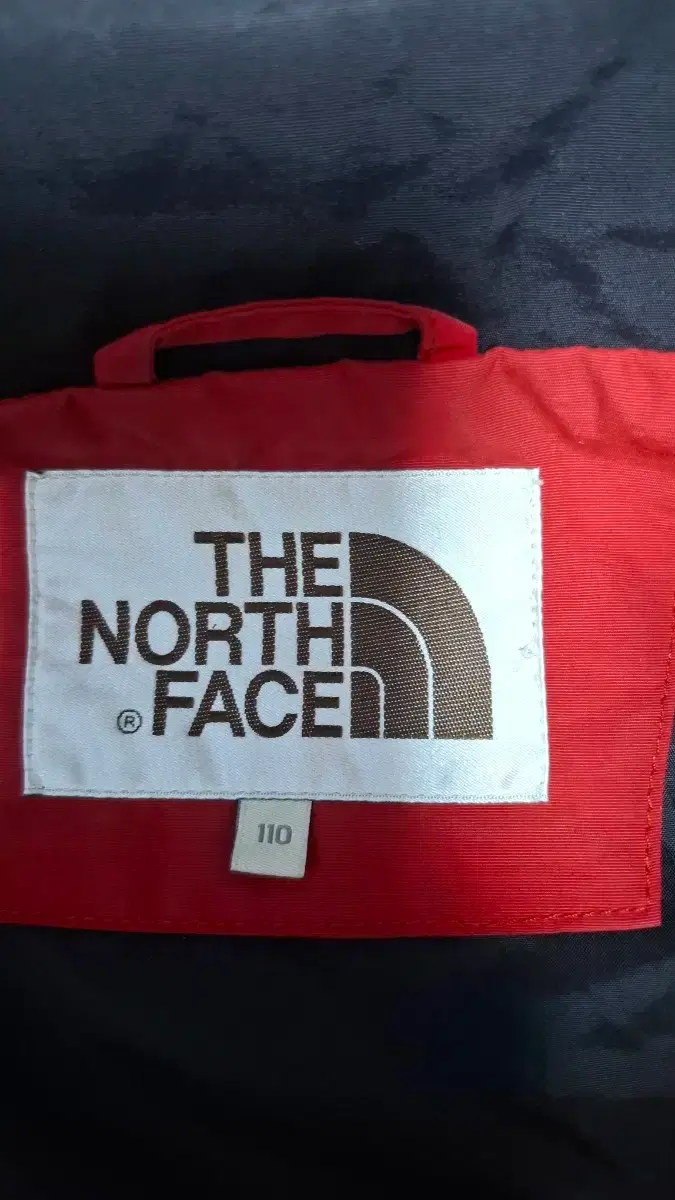 THE
NORTH
® FACE
110